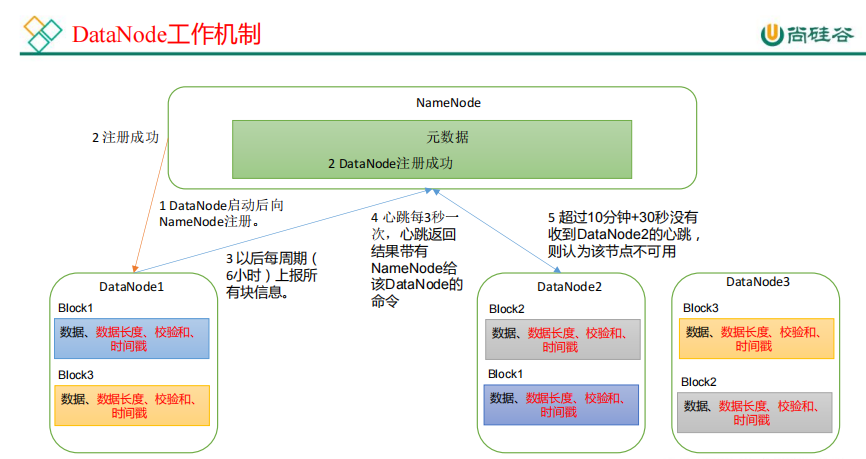 DataNode工作机制
尚硅谷
NameNode
元数据
2 DataNode注册成功
2 注册成功
1 DataNode启动后向
NameNode注册。
3 以后每周期（
6小时）上报所
有块信息。
4 心跳每3秒一
次，心跳返回
结果带有
NameNode给
该DataNode的
命令
5 超过10分钟+30秒没有
收到DataNode2的心跳，
则认为该节点不可用
DataNode1
Block1
数据、数据长度、校验和、
时间戳
Block3
数据、数据长度、校验和、
时间戳
DataNode2
Block2
数据、数据长度、校验和、
时间戳
Block1
数据、数据长度、校验和、
时间戳
DataNode3
Block3
数据、数据长度、校验和、
时间戳
Block2
数据、数据长度、校验和、
时间戳